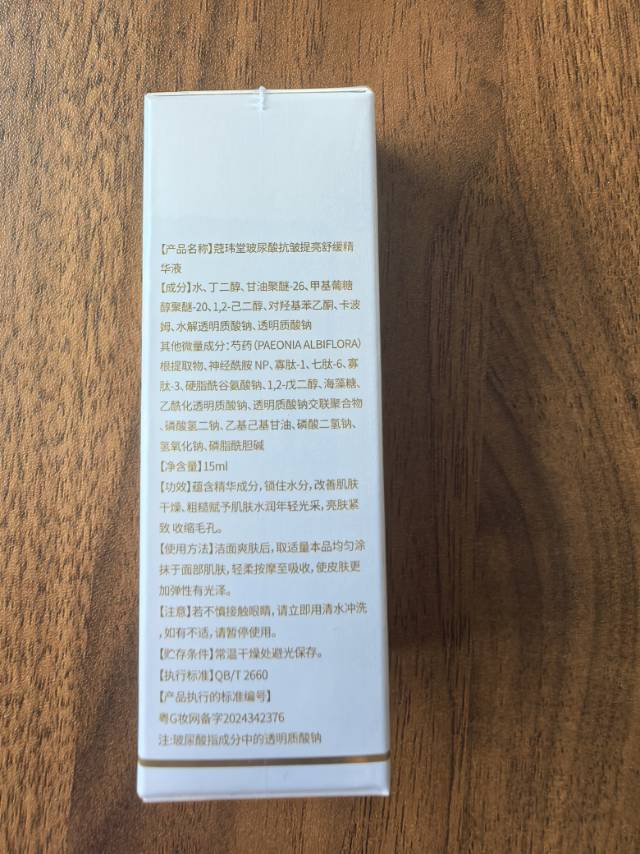 【产品名称】蔻玮堂玻尿酸抗皱提亮舒缓精
华液
【成分】水、丁二醇、甘油聚醚-26、甲基葡糖
醇聚醚-20、1,2-己二醇、对羟基苯乙酮、卡波
姆、水解透明质酸钠、透明质酸钠
其他微量成分：芍药（PAEONIA ALBIFLORA）
根提取物、神经酰胺 NP、寡肽-1、七肽-6、寡
肽-3、硬脂酰谷氨酸钠、1,2-戊二醇、海藻糖、
乙酰化透明质酸钠、透明质酸钠交联聚合物
、磷酸氢二钠、乙基己基甘油、磷酸二氢钠、
氢氧化钠、磷脂酰胆碱
【净含量】15ml
【功效】蕴含精华成分，锁住水分，改善肌肤
干燥、粗糙赋予肌肤水润年轻光采，亮肤紧
致 收缩毛孔。
【使用方法】洁面爽肤后，取适量本品均匀涂
抹于面部肌肤，轻柔按摩至吸收，使皮肤更
加弹性有光泽。
【注意】若不慎接触眼睛，请立即用清水冲洗
，如有不适，请暂停使用。
【贮存条件】常温干燥处避光保存。
【执行标准】QB/T 2660
【产品执行的标准编号】
粤G妆网备字2024342376
注：玻尿酸指成分中的透明质酸钠